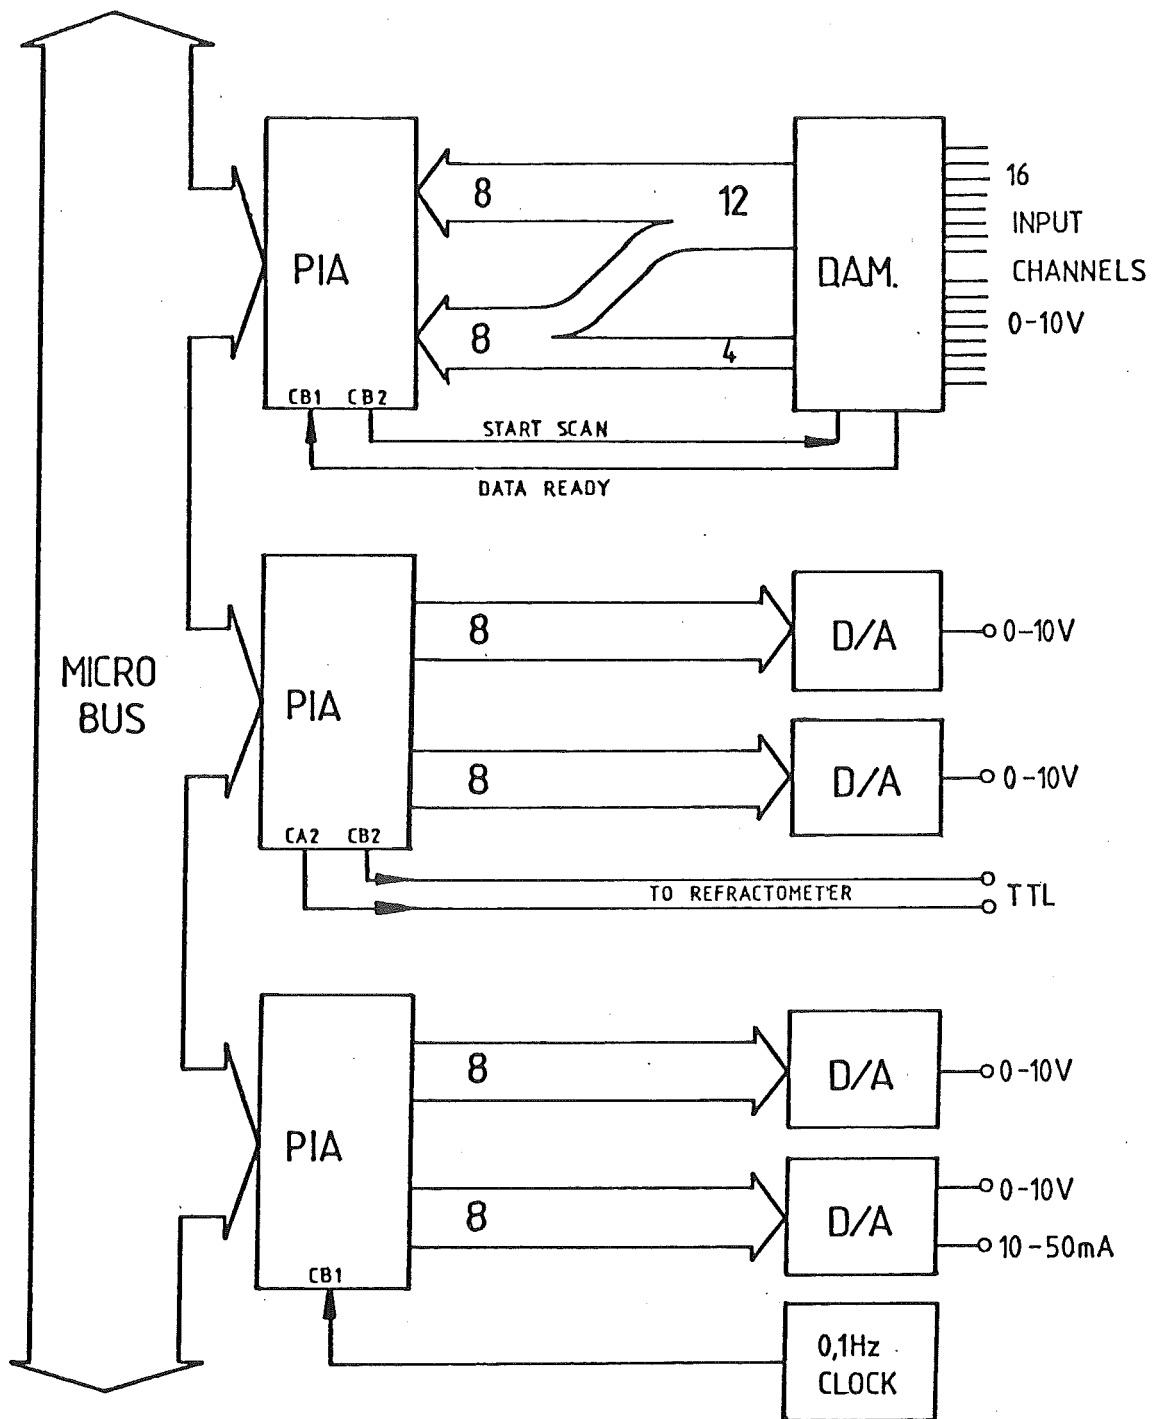 PIA
8
12
8
4
D.A.M.
16
INPUT
CHANNELS
0-10V
CB1 CB2
START SCAN
DATA READY
MICRO
BUS
PIA
8
D/A
0-10V
8
D/A
0-10V
CA2 CB2
TO REFRACTOMETER
TTL
PIA
8
D/A
0-10V
8
D/A
0-10V
10-50mA
CB1
0,1Hz
CLOCK